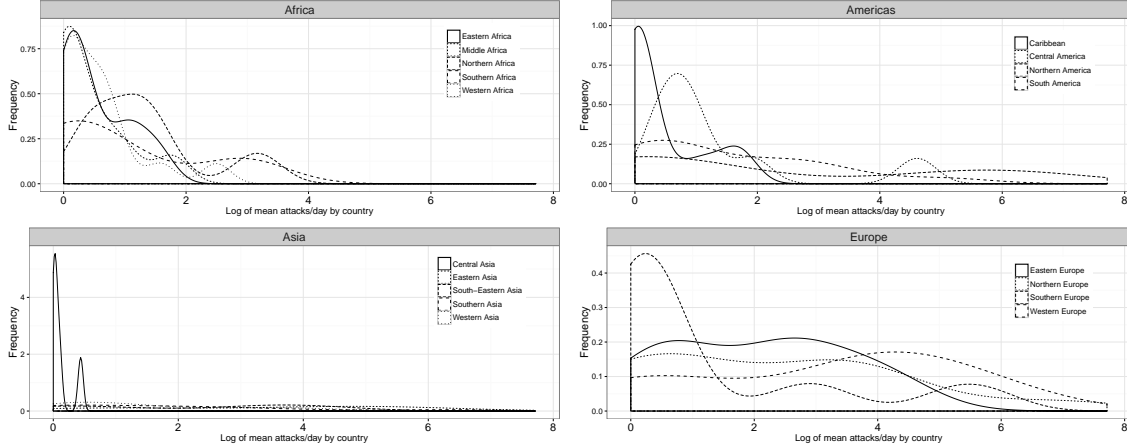 Africa
Frequency
0.75
0.50
0.25
0.00
0 2 4 6 8
Log of mean attacks/day by country
Eastern Africa
Middle Africa
Northern Africa
Southern Africa
Western Africa
Americas
Frequency
1.00
0.75
0.50
0.25
0.00
0 2 4 6 8
Log of mean attacks/day by country
Caribbean
Central America
Northern America
South America
Asia
Frequency
4
2
0
0 2 4 6 8
Log of mean attacks/day by country
Central Asia
Eastern Asia
South−Eastern Asia
Southern Asia
Western Asia
Europe
Frequency
0.4
0.3
0.2
0.1
0.0
0 2 4 6 8
Log of mean attacks/day by country
Eastern Europe
Northern Europe
Southern Europe
Western Europe